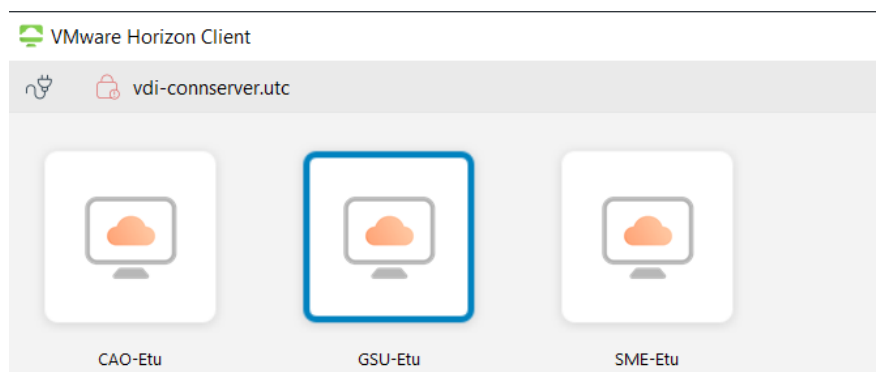 VMware Horizon Client
vdi-connserver.utc
CAO-Etu GSU-Etu SME-Etu